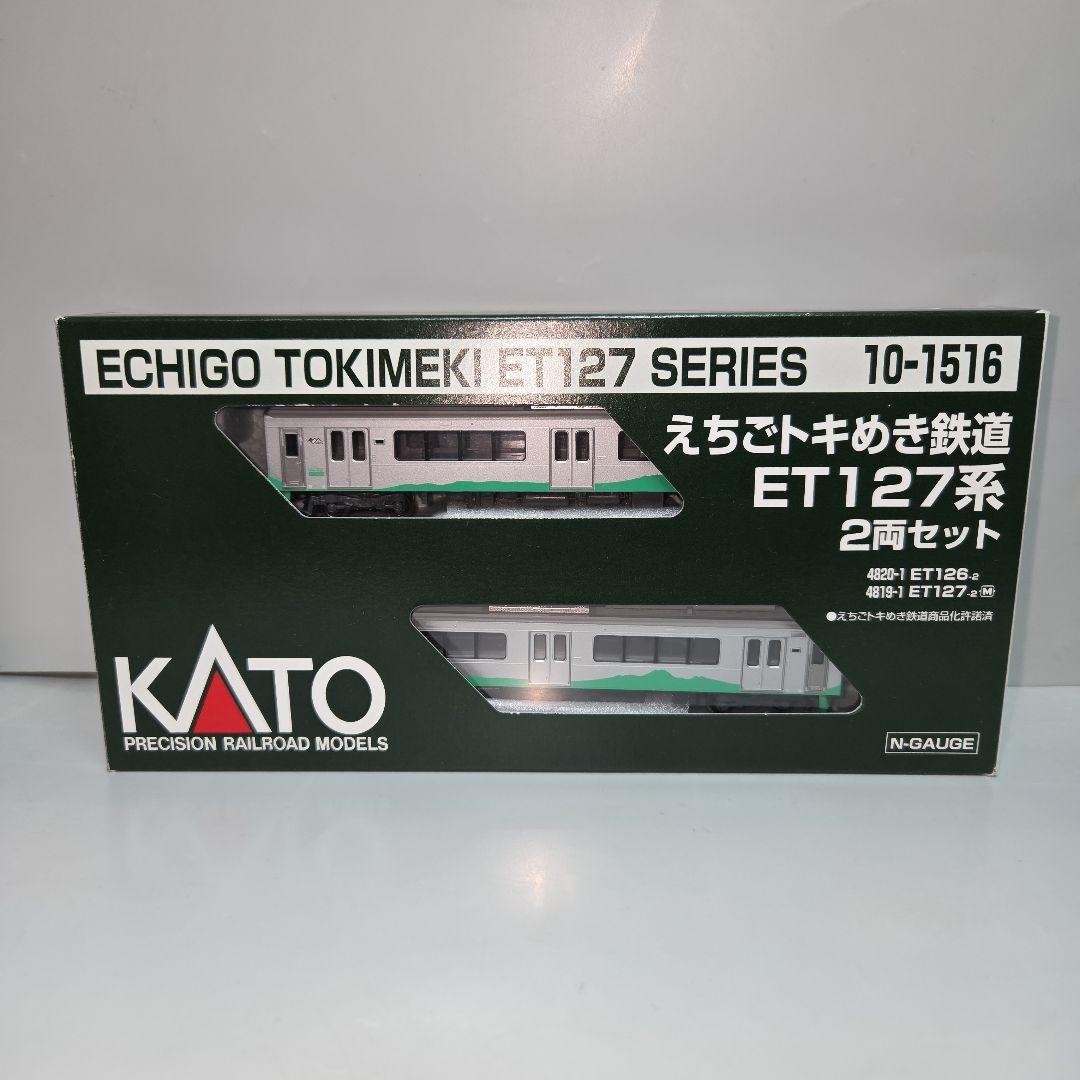 ECHIGO TOKIMEKI ET127 SERIES 10-1516
えちごトキめき鉄道
ET127系
2両セット
4820-1 ET126-2
4819-1 ET127-2 M
●えちごトキめき鉄道商品化許諾済
KATO
PRECISION RAILROAD MODELS
N-GAUGE